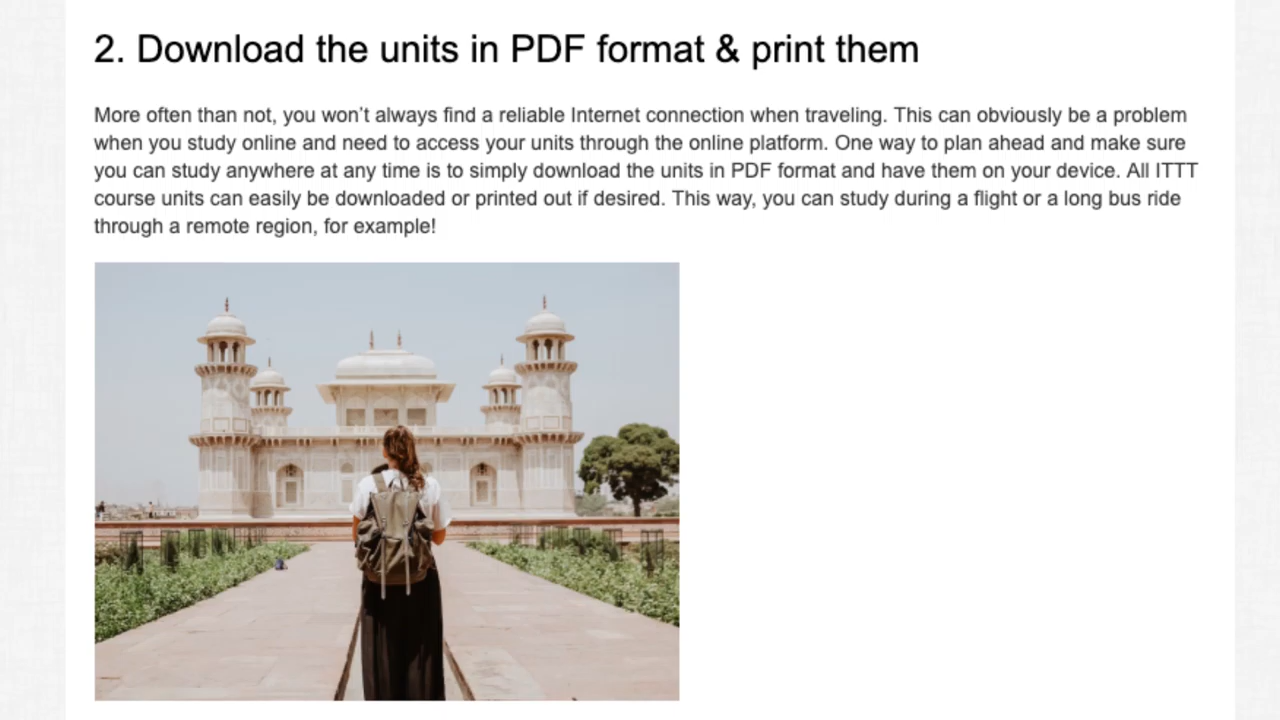 2. Download the units in PDF format & print them
More often than not, you won’t always find a reliable Internet connection when traveling. This can obviously be a problem
when you study online and need to access your units through the online platform. One way to plan ahead and make sure
you can study anywhere at any time is to simply download the units in PDF format and have them on your device. All ITTT
course units can easily be downloaded or printed out if desired. This way, you can study during a flight or a long bus ride
through a remote region, for example!